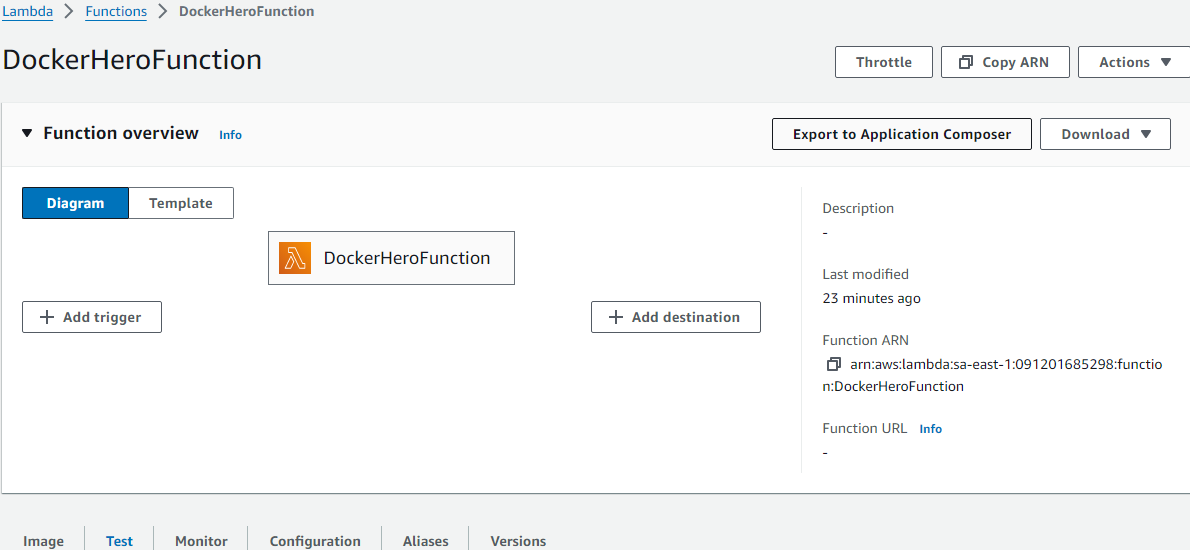 Lambda > Functions > DockerHeroFunction
DockerHeroFunction
Throttle
Copy ARN
Actions
Function overview
Info
Export to Application Composer
Download
Diagram
Template
DockerHeroFunction
Add trigger
Add destination
Description
-
Last modified
23 minutes ago
Function ARN
arn:aws:lambda:sa-east-1:091201685298:functio
n:DockerHeroFunction
Function URL
Info
-
Image
Test
Monitor
Configuration
Aliases
Versions